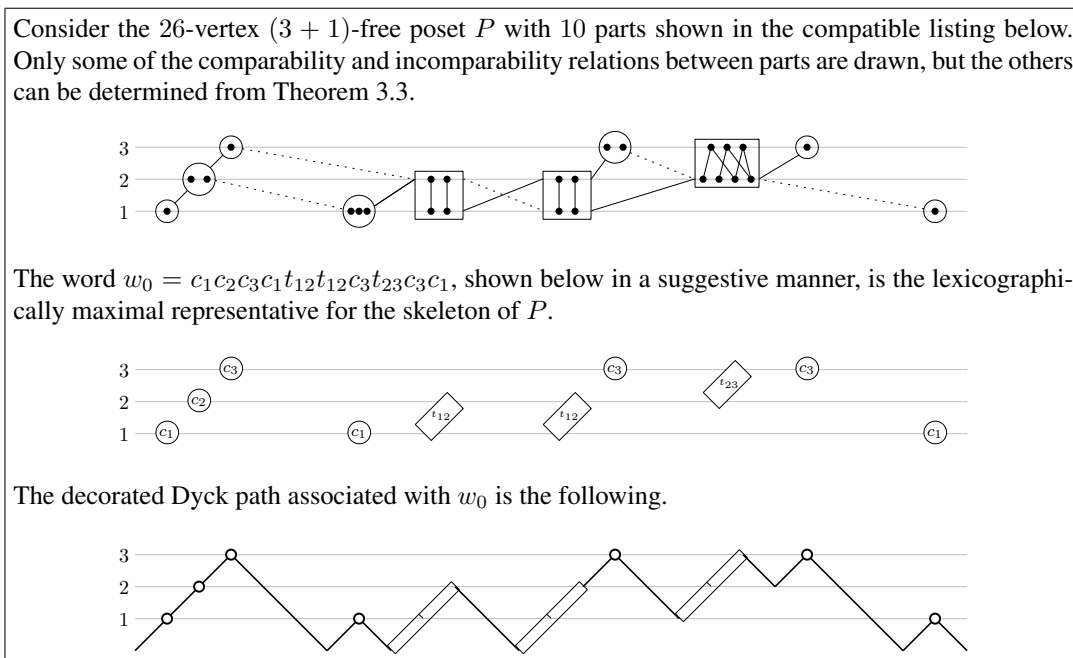 Consider the 26-vertex (3 + 1)-free poset P with 10 parts shown in the compatible listing below.
Only some of the comparability and incomparability relations between parts are drawn, but the others
can be determined from Theorem 3.3.
3
2
1
The word w₀ = c₁c₂c₃c₁t₁₂t₁₂c₃t₂₃c₃c₁, shown below in a suggestive manner, is the lexicographi-
cally maximal representative for the skeleton of P.
3 c₃ c₃ c₃
t₂₃
2 c₂
t₁₂ t₁₂
1 c₁ c₁ c₁
The decorated Dyck path associated with w₀ is the following.
3
2
1